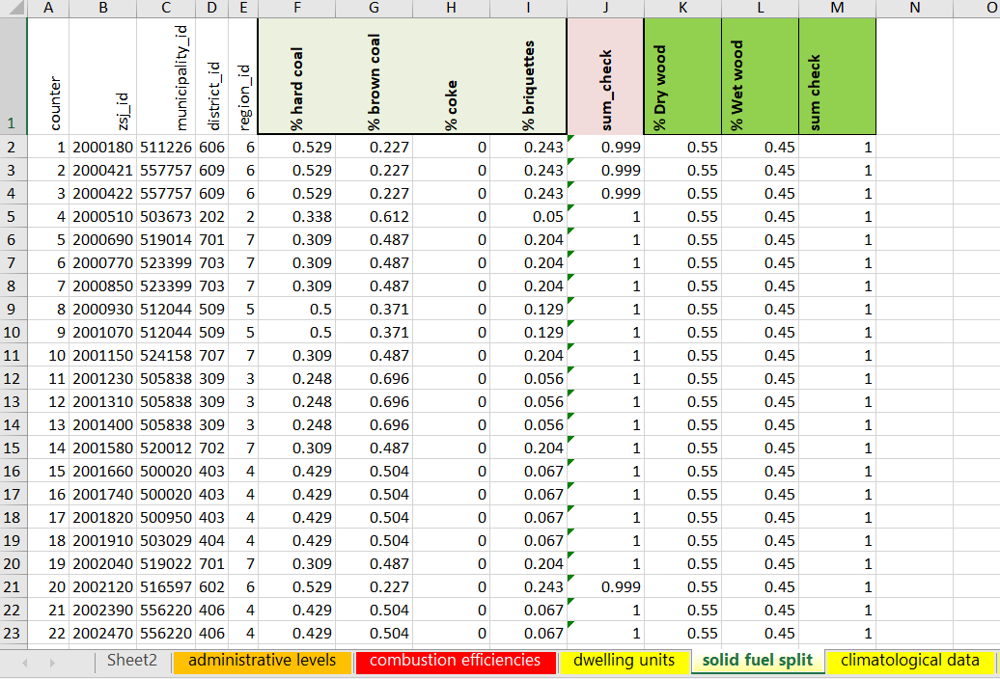 A B C D E F G H I J K L M N O
1 counter zsj_id municipality_id district_id region_id % hard coal % brown coal % coke % briquettes sum_check % Dry wood % Wet wood sum check
2 1 2000180 511226 606 6 0.529 0.227 0 0.243 0.999 0.55 0.45 1
3 2 2000421 557757 609 6 0.529 0.227 0 0.243 0.999 0.55 0.45 1
4 3 2000422 557757 609 6 0.529 0.227 0 0.243 0.999 0.55 0.45 1
5 4 2000510 503673 202 2 0.338 0.612 0 0.05 1 0.55 0.45 1
6 5 2000690 519014 701 7 0.309 0.487 0 0.204 1 0.55 0.45 1
7 6 2000770 523399 703 7 0.309 0.487 0 0.204 1 0.55 0.45 1
8 7 2000850 523399 703 7 0.309 0.487 0 0.204 1 0.55 0.45 1
9 8 2000930 512044 509 5 0.5 0.371 0 0.129 1 0.55 0.45 1
10 9 2001070 512044 509 5 0.5 0.371 0 0.129 1 0.55 0.45 1
11 10 2001150 524158 707 7 0.309 0.487 0 0.204 1 0.55 0.45 1
12 11 2001230 505838 309 3 0.248 0.696 0 0.056 1 0.55 0.45 1
13 12 2001310 505838 309 3 0.248 0.696 0 0.056 1 0.55 0.45 1
14 13 2001400 505838 309 3 0.248 0.696 0 0.056 1 0.55 0.45 1
15 14 2001580 520012 702 7 0.309 0.487 0 0.204 1 0.55 0.45 1
16 15 2001660 500020 403 4 0.429 0.504 0 0.067 1 0.55 0.45 1
17 16 2001740 500020 403 4 0.429 0.504 0 0.067 1 0.55 0.45 1
18 17 2001820 500950 403 4 0.429 0.504 0 0.067 1 0.55 0.45 1
19 18 2001910 503029 404 4 0.429 0.504 0 0.067 1 0.55 0.45 1
20 19 2002040 519022 701 7 0.309 0.487 0 0.204 1 0.55 0.45 1
21 20 2002120 516597 602 6 0.529 0.227 0 0.243 0.999 0.55 0.45 1
22 21 2002390 556220 406 4 0.429 0.504 0 0.067 1 0.55 0.45 1
23 22 2002470 556220 406 4 0.429 0.504 0 0.067 1 0.55 0.45 1
Sheet2 administrative levels combustion efficiencies dwelling units solid fuel split climatological data